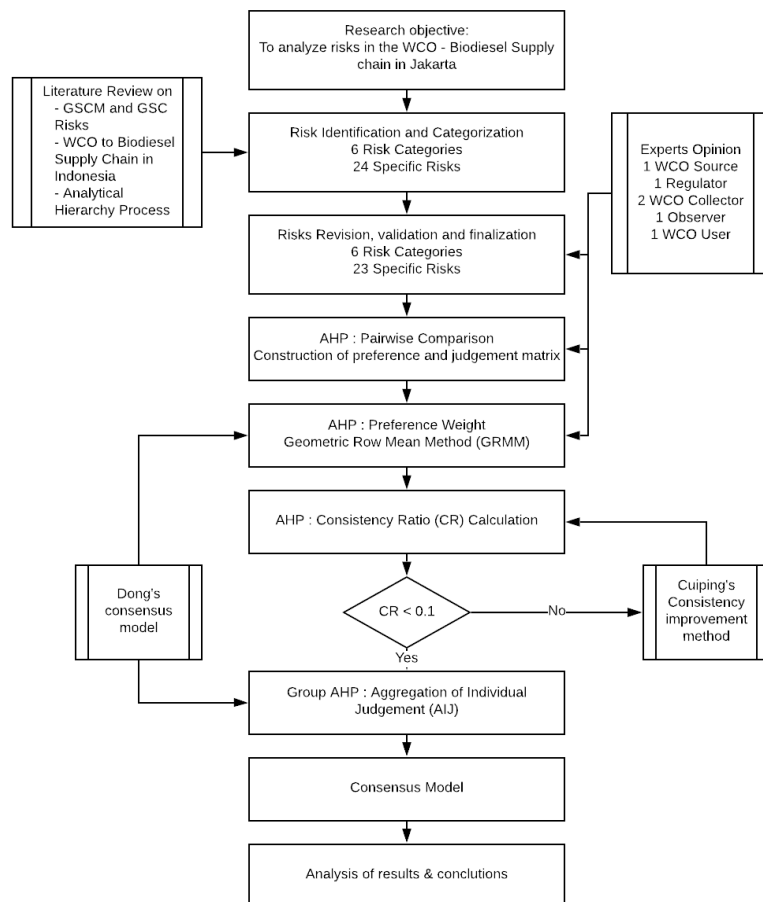 Research objective:
To analyze risks in the WCO - Biodiesel Supply
chain in Jakarta
Literature Review on
- GSCM and GSC
Risks
- WCO to Biodiesel
Supply Chain in
Indonesia
- Analytical
Hierarchy Process
Risk Identification and Categorization
6 Risk Categories
24 Specific Risks
Experts Opinion
1 WCO Source
1 Regulator
2 WCO Collector
1 Observer
1 WCO User
Risks Revision, validation and finalization
6 Risk Categories
23 Specific Risks
AHP : Pairwise Comparison
Construction of preference and judgement matrix
AHP : Preference Weight
Geometric Row Mean Method (GRMM)
AHP : Consistency Ratio (CR) Calculation
Dong's
consensus
model
CR < 0.1
No
Cuiping's
Consistency
improvement
method
Yes
Group AHP : Aggregation of Individual
Judgement (AIJ)
Consensus Model
Analysis of results & conclutions